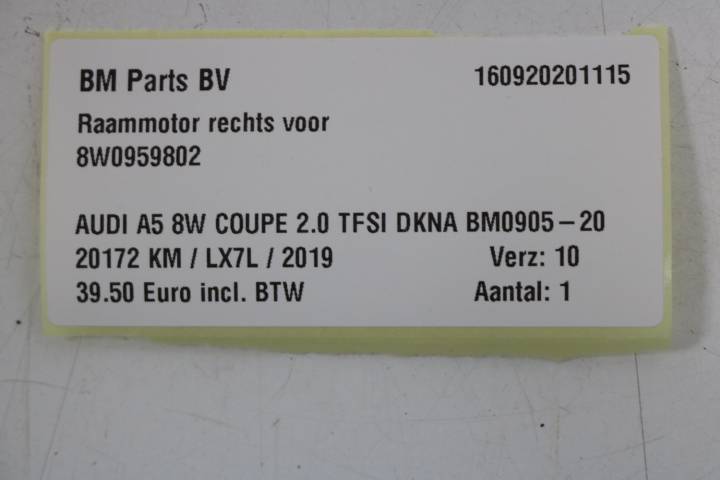 BM Parts BV 160920201115
Raammotor rechts voor
8W0959802
AUDI A5 8W COUPE 2.0 TFSI DKNA BM0905-20
20172 KM / LX7L / 2019 Verz: 10
39.50 Euro incl. BTW Aantal: 1